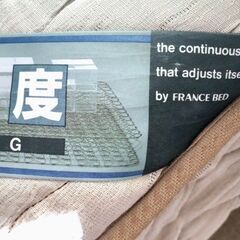 度
G
the continuous
that adjusts itse
by FRANCE BED